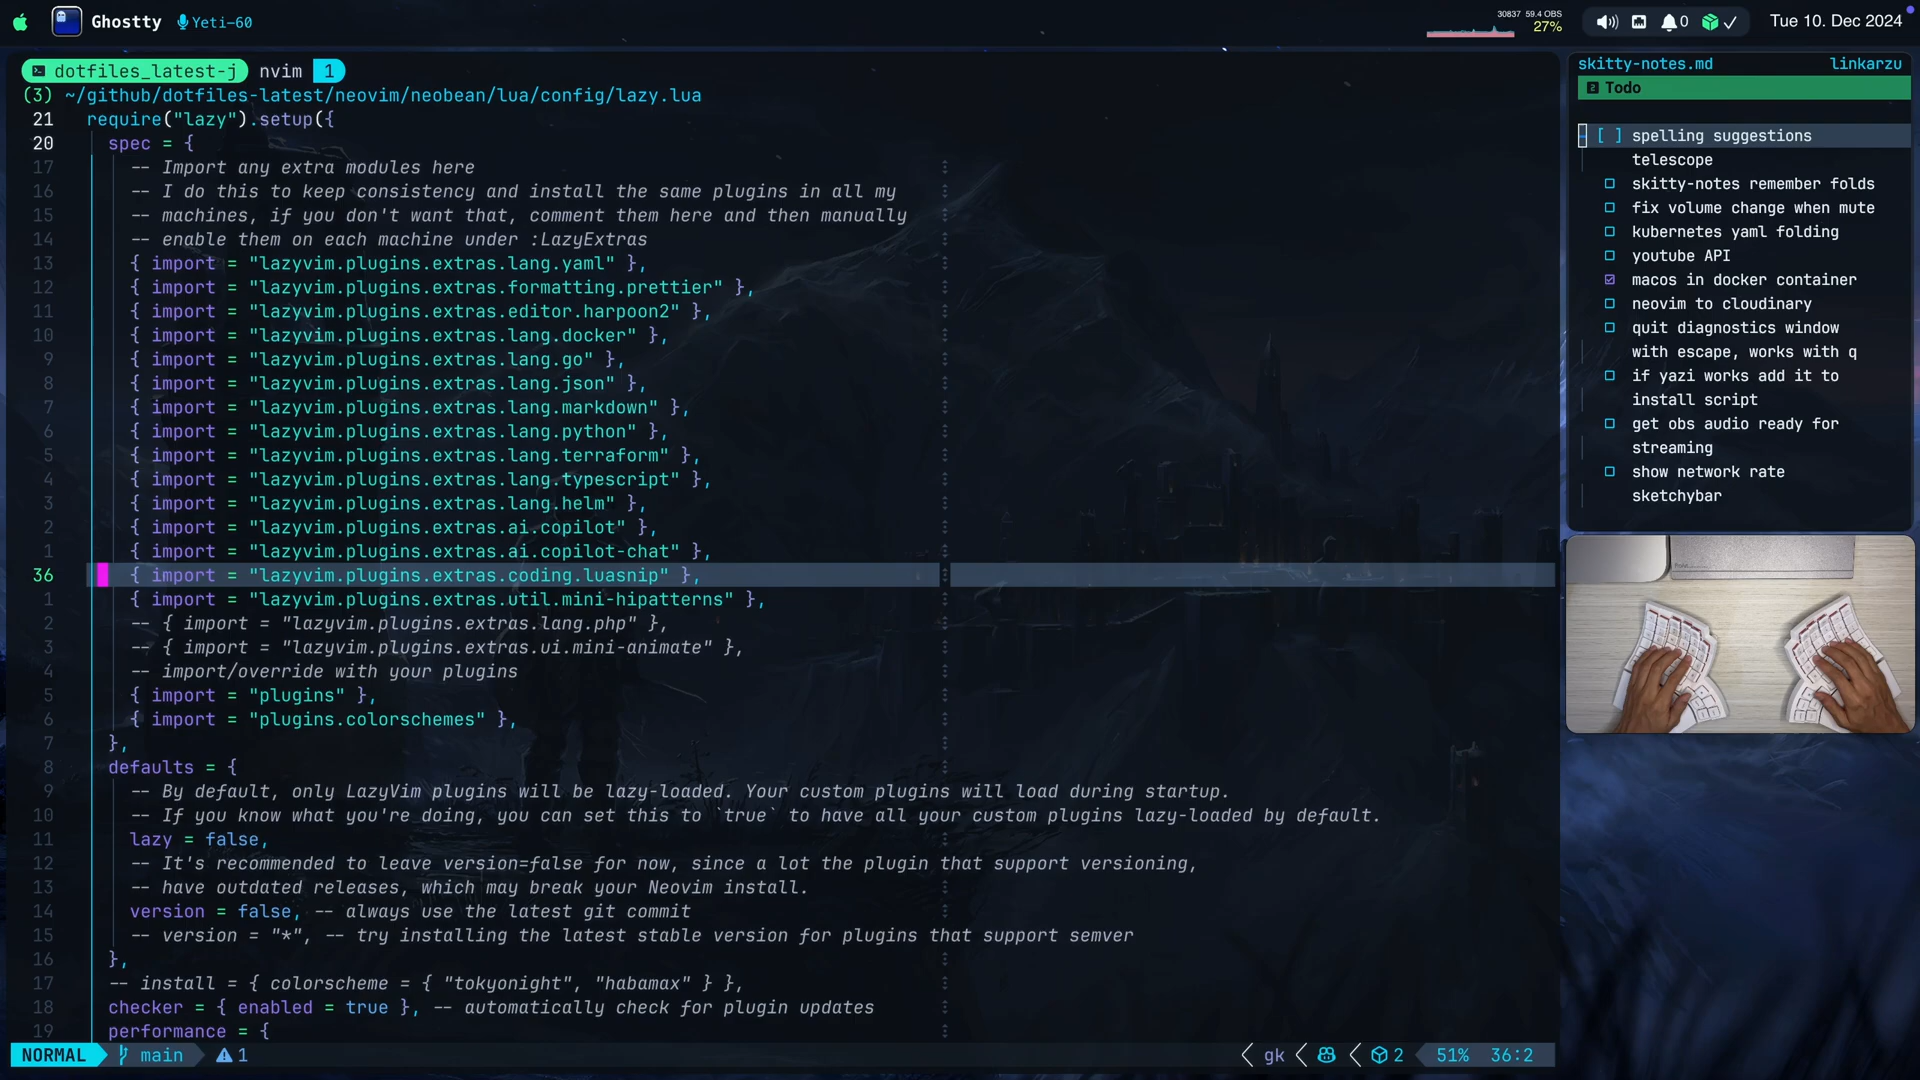 Ghostty
Yeti-60
30837 59.4 OBS
27%
0
Tue 10. Dec 2024
dotfiles_latest-j nvim 1
(3) ~/github/dotfiles-latest/neovim/neobean/lua/config/lazy.lua
21 require("lazy").setup({
20 spec = {
17 -- Import any extra modules here
16 -- I do this to keep consistency and install the same plugins in all my
15 -- machines, if you don't want that, comment them here and then manually
14 -- enable them on each machine under :LazyExtras
13 { import = "lazyvim.plugins.extras.lang.yaml" },
12 { import = "lazyvim.plugins.extras.formatting.prettier" },
11 { import = "lazyvim.plugins.extras.editor.harpoon2" },
10 { import = "lazyvim.plugins.extras.lang.docker" },
9 { import = "lazyvim.plugins.extras.lang.go" },
8 { import = "lazyvim.plugins.extras.lang.json" },
7 { import = "lazyvim.plugins.extras.lang.markdown" },
6 { import = "lazyvim.plugins.extras.lang.python" },
5 { import = "lazyvim.plugins.extras.lang.terraform" },
4 { import = "lazyvim.plugins.extras.lang.typescript" },
3 { import = "lazyvim.plugins.extras.lang.helm" },
2 { import = "lazyvim.plugins.extras.ai.copilot" },
1 { import = "lazyvim.plugins.extras.ai.copilot-chat" },
36 { import = "lazyvim.plugins.extras.coding.luasnip" },
1 { import = "lazyvim.plugins.extras.util.mini-hipatterns" },
2 -- { import = "lazyvim.plugins.extras.lang.php" },
3 -- { import = "lazyvim.plugins.extras.ui.mini-animate" },
4 -- import/override with your plugins
5 { import = "plugins" },
6 { import = "plugins.colorschemes" },
7 },
8 defaults = {
9 -- By default, only LazyVim plugins will be lazy-loaded. Your custom plugins will load during startup.
10 -- If you know what you're doing, you can set this to `true` to have all your custom plugins lazy-loaded by default.
11 lazy = false,
12 -- It's recommended to leave version=false for now, since a lot the plugin that support versioning,
13 -- have outdated releases, which may break your Neovim install.
14 version = false, -- always use the latest git commit
15 -- version = "*", -- try installing the latest stable version for plugins that support semver
16 },
17 -- install = { colorscheme = { "tokyonight", "habamax" } },
18 checker = { enabled = true }, -- automatically check for plugin updates
19 performance = {
NORMAL main 1 gk 2 51% 36:2
skitty-notes.md linkarzu
2 Todo
- [ ] spelling suggestions
telescope
skitty-notes remember folds
fix volume change when mute
kubernetes yaml folding
youtube API
macos in docker container
neovim to cloudinary
quit diagnostics window
with escape, works with q
if yazi works add it to
install script
get obs audio ready for
streaming
show network rate
sketchybar